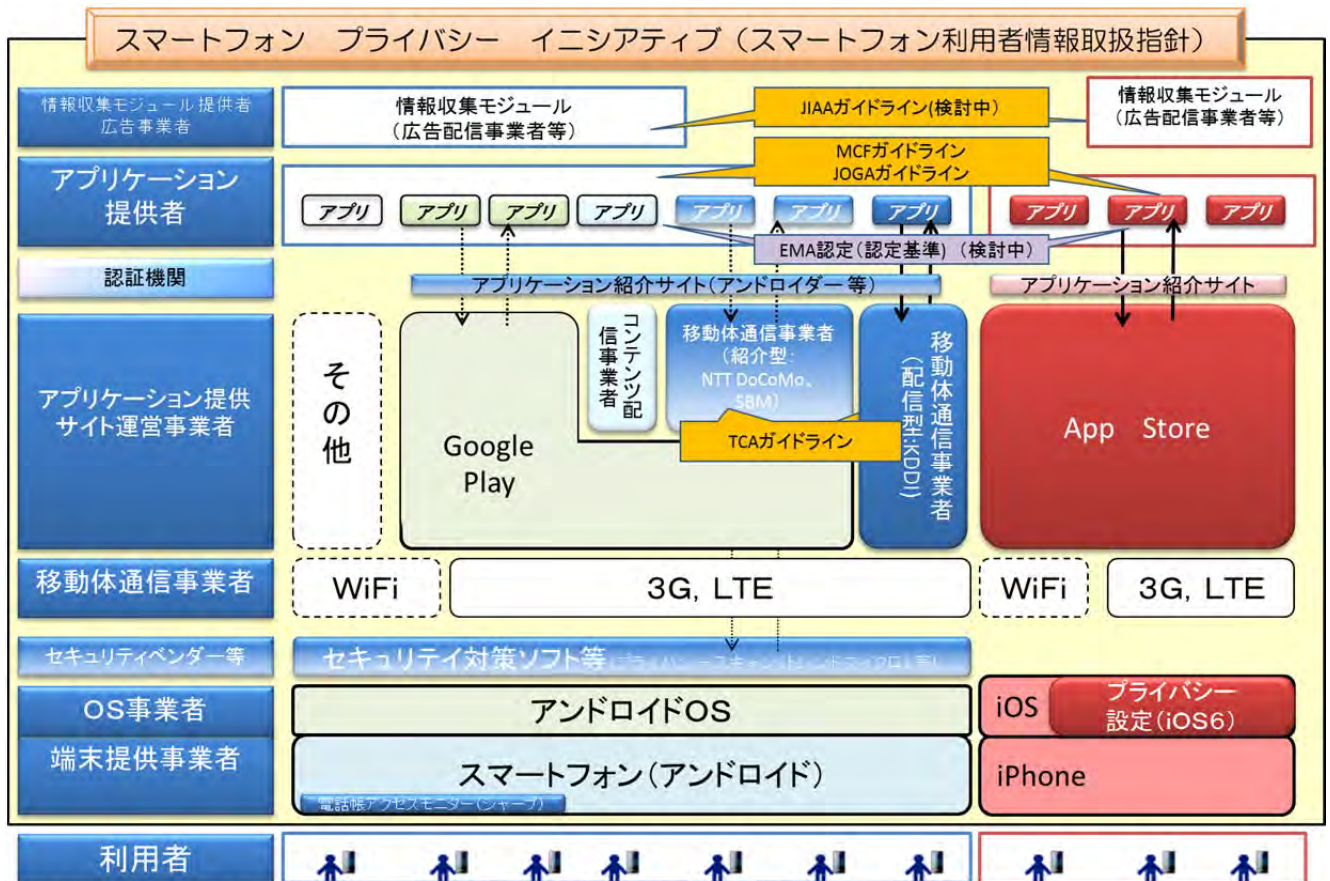 スマートフォン　プライバシー　イニシアティブ（スマートフォン利用者情報取扱指針）
情報収集モジュール提供者
広告事業者
情報収集モジュール
（広告配信事業者等）
JIAAガイドライン(検討中）
情報収集モジュール
（広告配信事業者等）
アプリケーション
提供者
MCFガイドライン
JOGAガイドライン
アプリ
アプリ
アプリ
アプリ
アプリ
アプリ
アプリ
アプリ
アプリ
アプリ
EMA認定（認定基準）（検討中）
認証機関
アプリケーション紹介サイト（アンドロイダー等）
アプリケーション紹介サイト
アプリケーション提供
サイト運営事業者
その他
Google
Play
コンテンツ配
信事業者
移動体通信事業者
（紹介型：
NTT DoCoMo、
SBM）
TCAガイドライン
移動体通信事業者
（配信型：KDDI）
App　Store
移動体通信事業者
WiFi
3G, LTE
WiFi
3G, LTE
セキュリティベンダー等
セキュリテイ対策ソフト等
OS事業者
アンドロイドOS
iOS
プライバシー
設定（iOS6）
端末提供事業者
スマートフォン（アンドロイド）
電話帳アクセスモニター（シャープ）
iPhone
利用者